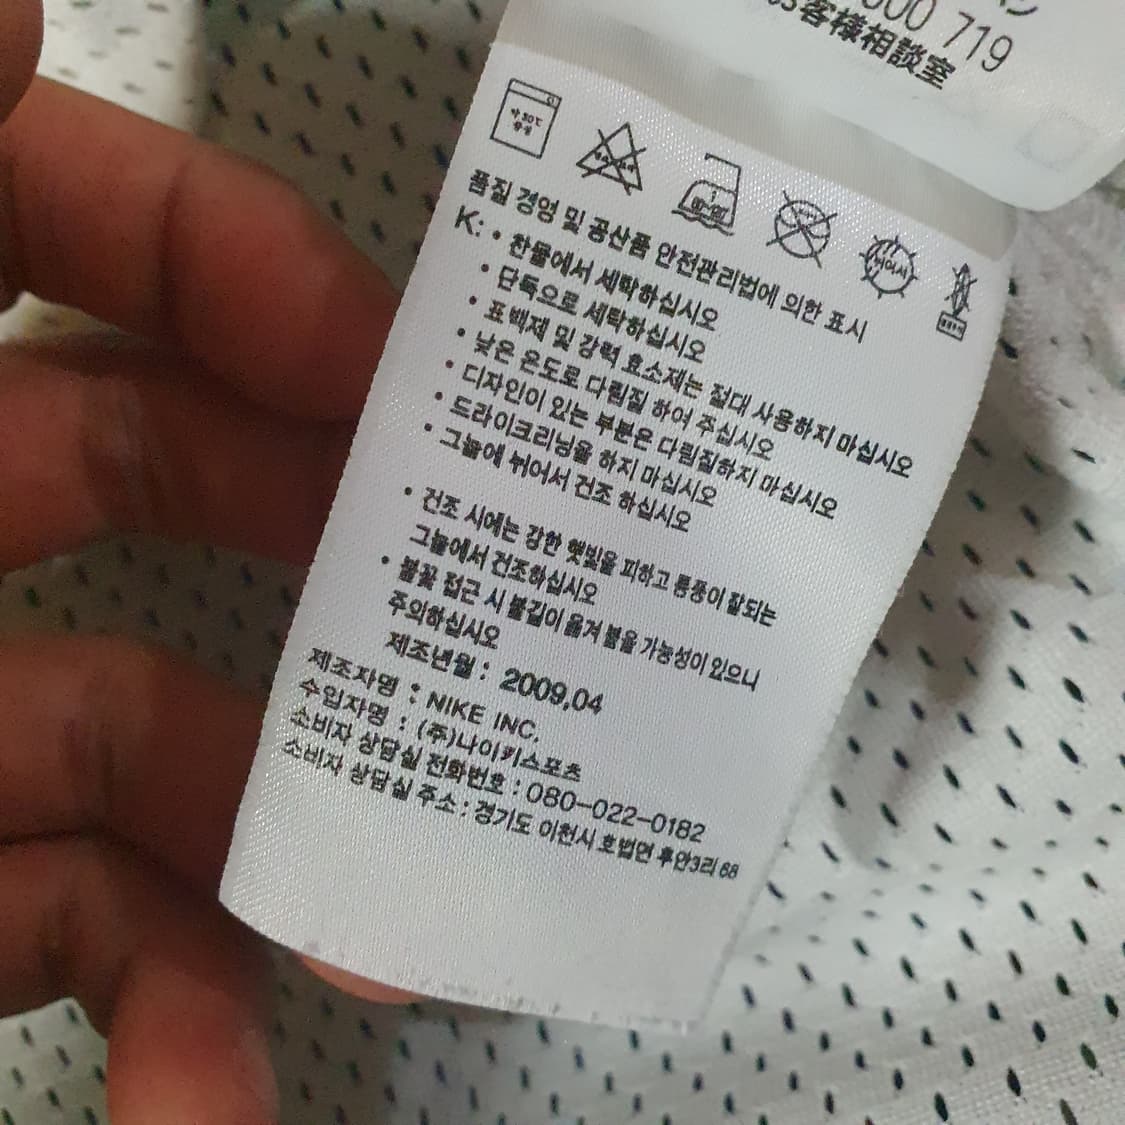 719
客様相談室
약 30℃
중성
뉘어서
품질 경영 및 공산품 안전관리법에 의한 표시
K: • 찬물에서 세탁하십시오
• 단독으로 세탁하십시오
• 표백제 및 강력 효소제는 절대 사용하지 마십시오
• 낮은 온도로 다림질 하여 주십시오
• 디자인이 있는 부분은 다림질하지 마십시오
• 드라이크리닝을 하지 마십시오
• 그늘에 뉘어서 건조 하십시오
• 건조 시에는 강한 햇빛을 피하고 통풍이 잘되는
그늘에서 건조하십시오
• 불꽃 접근 시 불길이 옮겨 붙을 가능성이 있으니
주의하십시오
제조년월 : 2009.04
제조자명 : NIKE INC.
수입자명 : (주)나이키스포츠
소비자 상담실 전화번호 : 080-022-0182
소비자 상담실 주소 : 경기도 이천시 호법면 후안3리 68